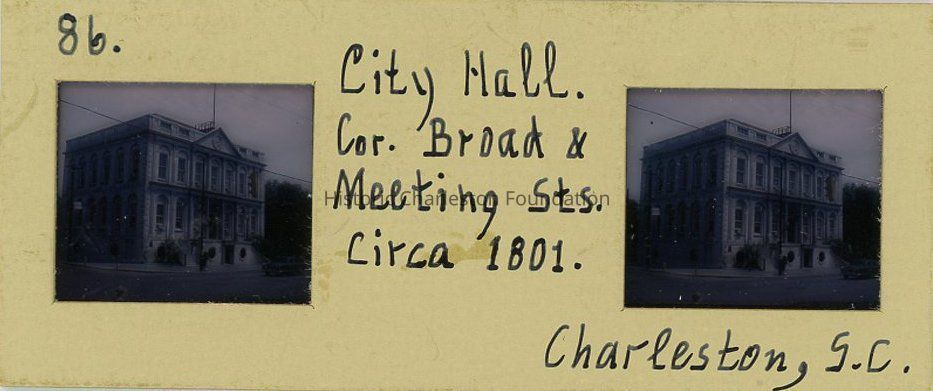 86.
City Hall.
Cor. Broad &
Meeting Sts.
Historic Charleston Foundation
Circa 1801.
Charleston, S.C.